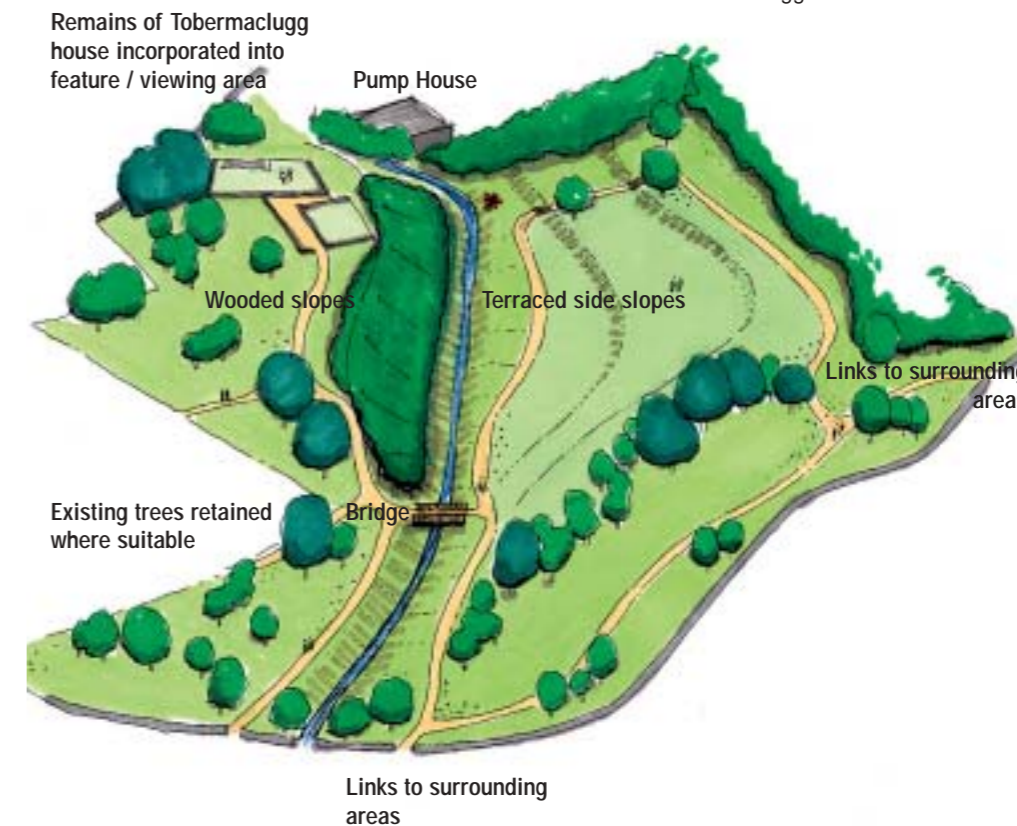 Remains of Tobermaclugg
house incorporated into
feature / viewing area
Pump House
Wooded slopes
Terraced side slopes
Links to surrounding
area
Existing trees retained
where suitable
Bridge
Links to surrounding
areas